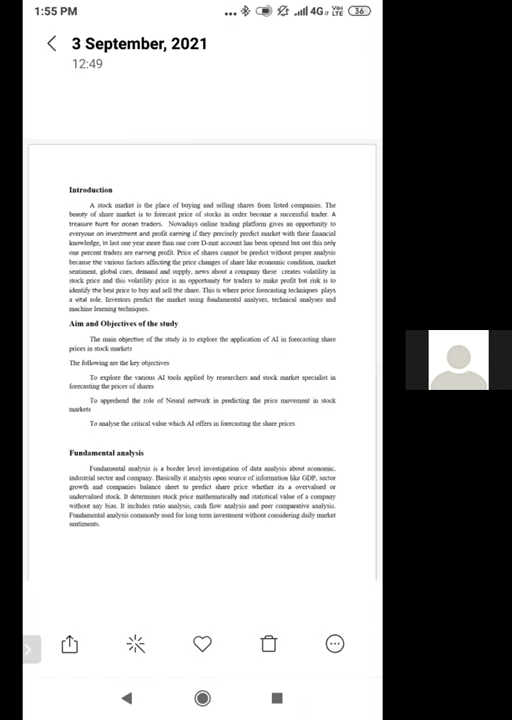 1:55 PM
4G
VoLTE
36
3 September, 2021
12:49
Introduction
A stock market is the place of buying and selling shares from listed companies. The
beauty of share market is to forecast price of stocks in order become a successful trader. A
treasure hunt for ocean traders. Nowadays online trading platform gives an opportunity to
everyone on investment and profit earning if they precisely predict market with their financial
knowledge, in last one year more than one core D-mat account has been opened but out this only
one percent traders are earning profit. Price of shares cannot be predict without proper analysis
because the various factors affecting the price changes of share like economic condition, market
sentiment, global cues, demand and supply, news about a company these creates volatility in
stock price and this volatility price is an opportunity for traders to make profit but risk is to
identify the best price to buy and sell the share. This is where price forecasting techniques plays
a vital role. Investors predict the market using fundamental analyses, technical analyses and
machine learning techniques.
Aim and Objectives of the study
The main objective of the study is to explore the application of AI in forecasting share
prices in stock markets
The following are the key objectives
To explore the various AI tools applied by researchers and stock market specialist in
forecasting the prices of shares
To apprehend the role of Neural network in predicting the price movement in stock
markets
To analyse the critical value which AI offers in forecasting the share prices
Fundamental analysis
Fundamental analysis is a border level investigation of data analysis about economic,
industrial sector and company. Basically it analysis open source of information like GDP, sector
growth and companies balance sheet to predict share price whether its a overvalued or
undervalued stock. It determines stock price mathematically and statistical value of a company
without any bias. It includes ratio analysis, cash flow analysis and peer comparative analysis.
Fundamental analysis commonly used for long term investment without considering daily market
sentiments.